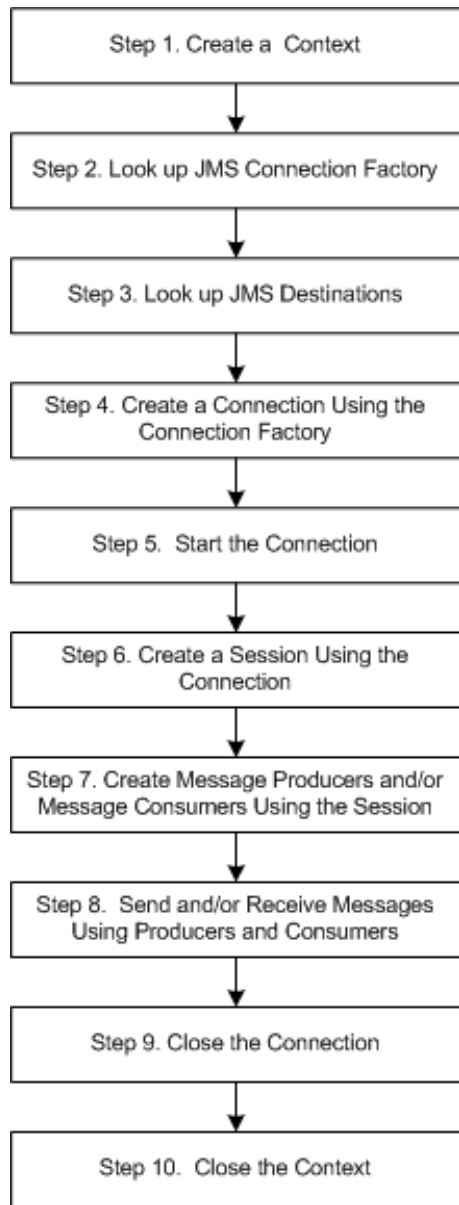 Step 1. Create a Context
Step 2. Look up JMS Connection Factory
Step 3. Look up JMS Destinations
Step 4. Create a Connection Using the
Connection Factory
Step 5. Start the Connection
Step 6. Create a Session Using the
Connection
Step 7. Create Message Producers and/or
Message Consumers Using the Session
Step 8. Send and/or Receive Messages
Using Producers and Consumers
Step 9. Close the Connection
Step 10. Close the Context